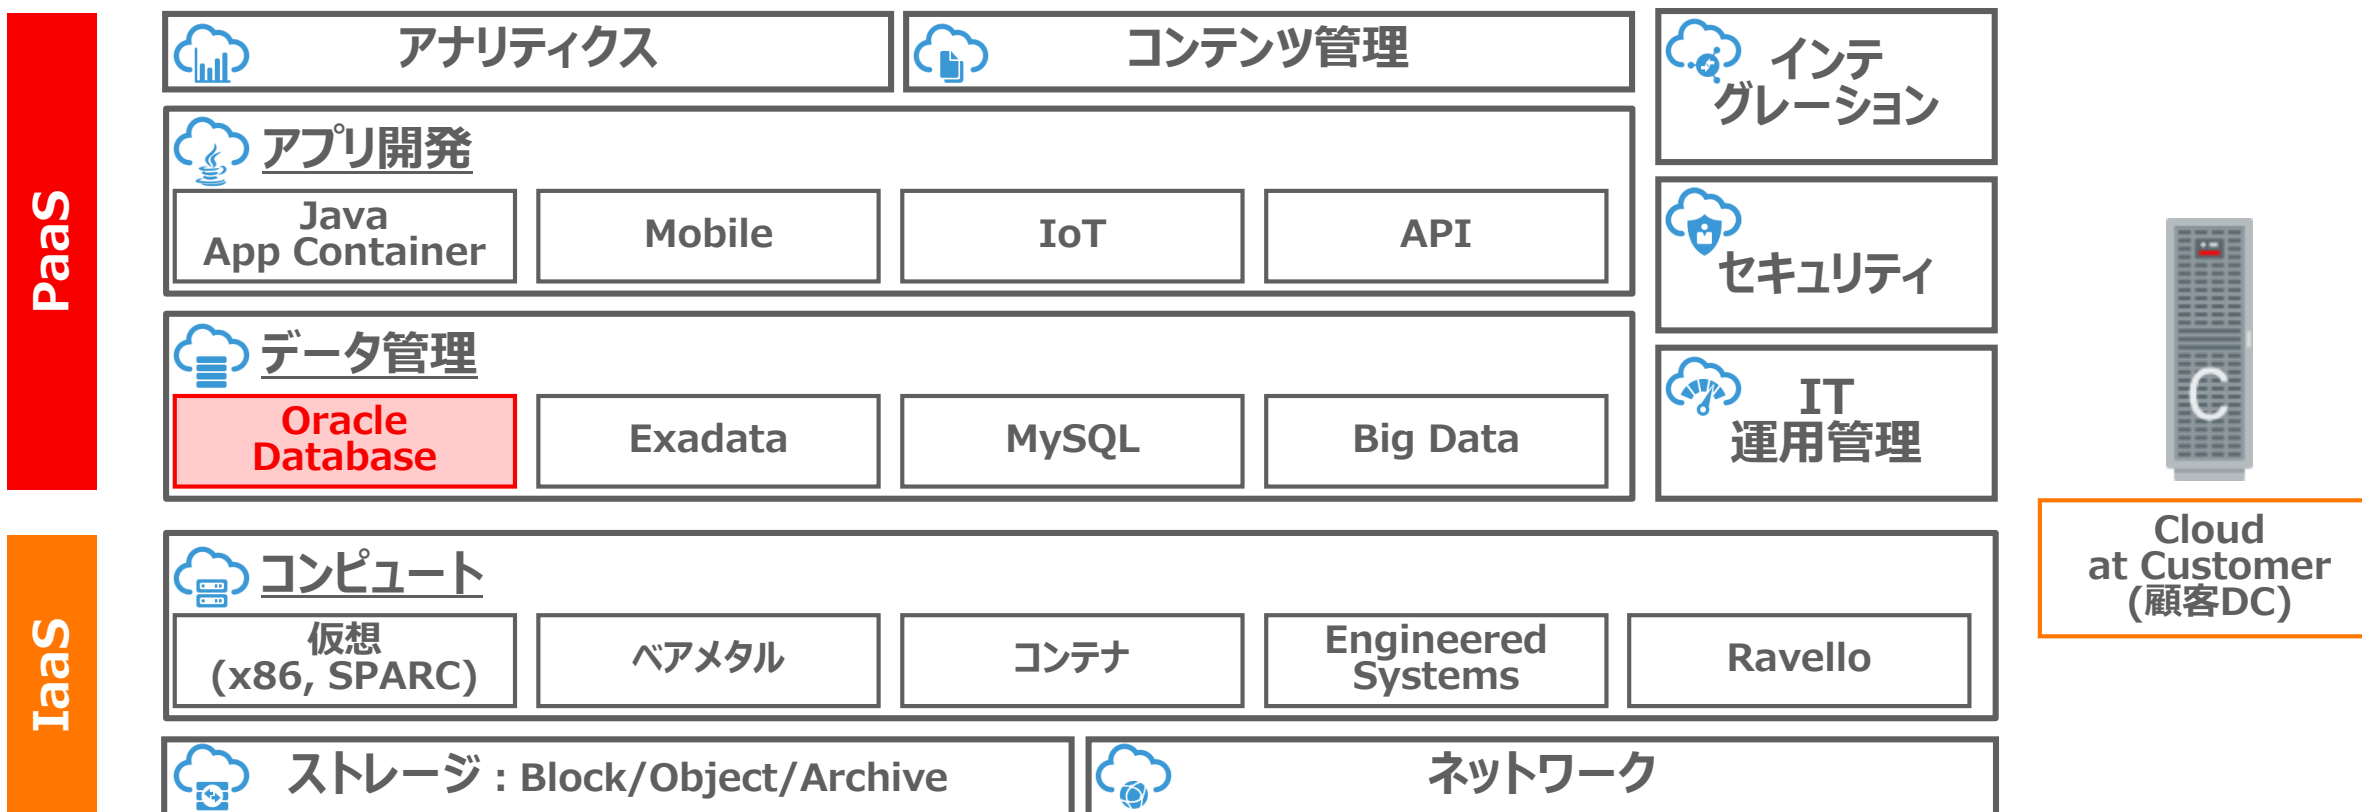 PaaS
アナリティクス
コンテンツ管理
インテ
グレーション
アプリ開発
Java
App Container
Mobile
IoT
API
セキュリティ
データ管理
Oracle
Database
Exadata
MySQL
Big Data
IT
運用管理
C
Cloud
at Customer
(顧客DC)
IaaS
コンピュート
仮想
(x86, SPARC)
ベアメタル
コンテナ
Engineered
Systems
Ravello
ストレージ : Block/Object/Archive
ネットワーク